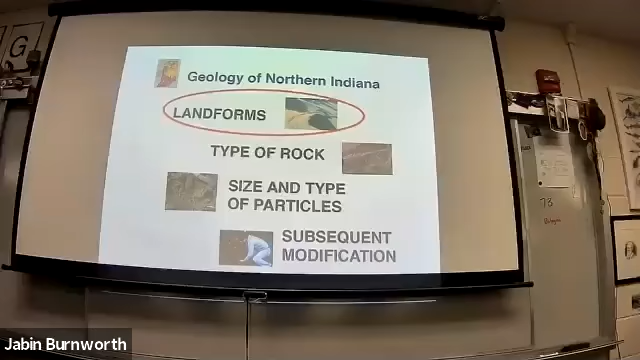 G
Geology of Northern Indiana
LANDFORMS
TYPE OF ROCK
SIZE AND TYPE
OF PARTICLES
SUBSEQUENT
MODIFICATION
Jabin Burnworth